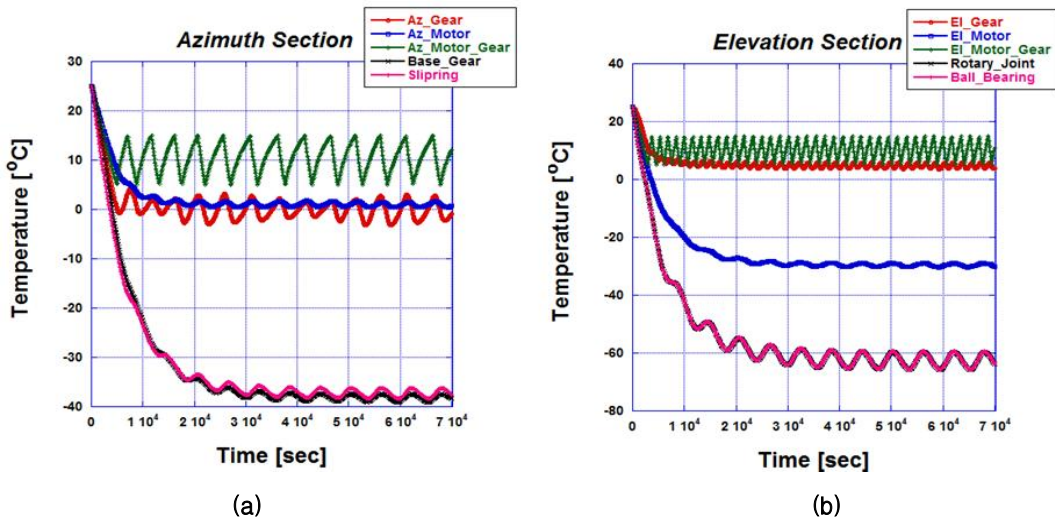 Azimuth Section
Az_Gear
Az_Motor
Az_Motor_Gear
Base_Gear
Slipring
Temperature [°C]
30
20
10
0
-10
-20
-30
-40
0
1 10⁴
2 10⁴
3 10⁴
4 10⁴
5 10⁴
6 10⁴
7 10⁴
Time [sec]
(a)
Elevation Section
El_Gear
El_Motor
El_Motor_Gear
Rotary_Joint
Ball_Bearing
Temperature [°C]
40
20
0
-20
-40
-60
-80
0
1 10⁴
2 10⁴
3 10⁴
4 10⁴
5 10⁴
6 10⁴
7 10⁴
Time [sec]
(b)